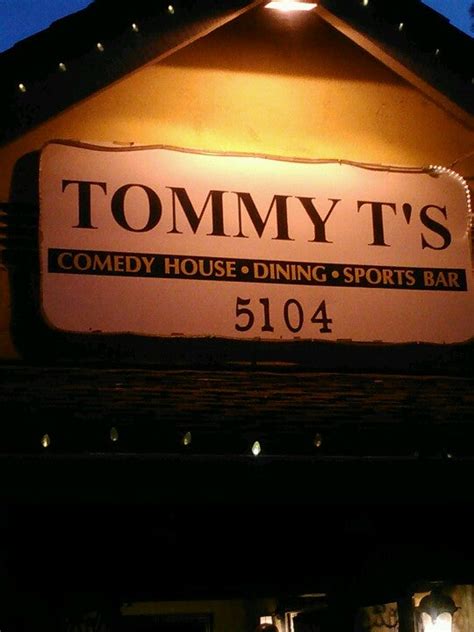 TOMMY T'S
COMEDY HOUSE • DINING • SPORTS BAR
5104